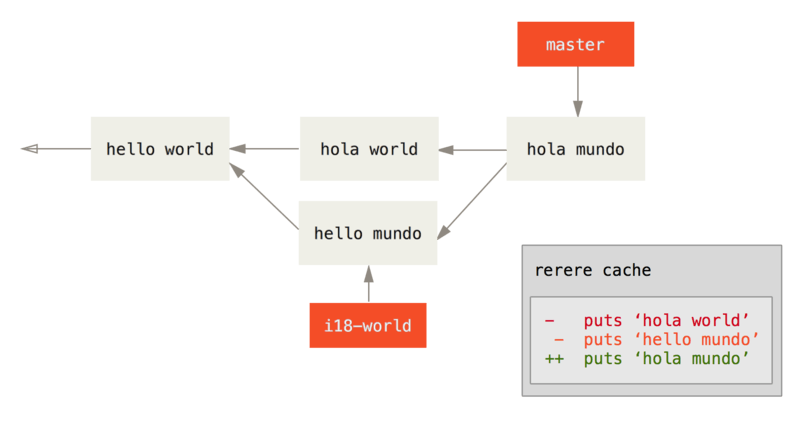 master
hello world
hola world
hola mundo
hello mundo
i18-world
rerere cache
-   puts ‘hola world’
 -  puts ‘hello mundo’
++  puts ‘hola mundo’